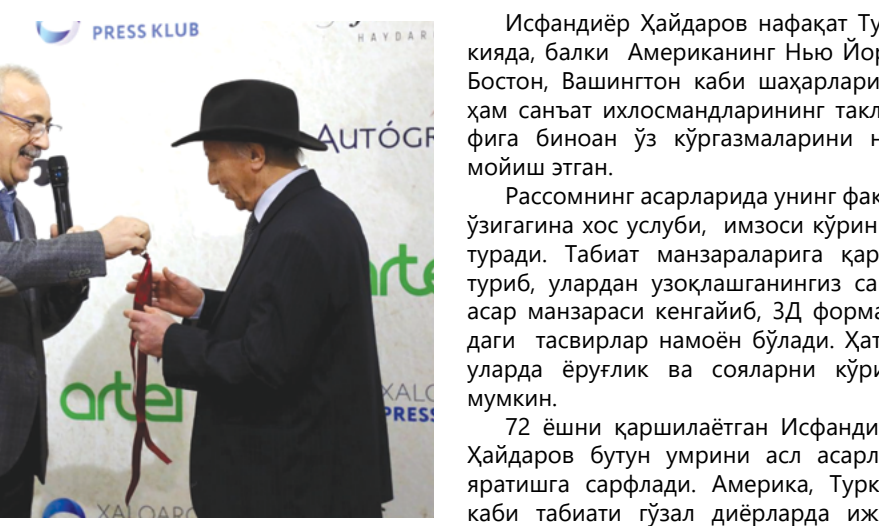 PRESS KLUB
HAYDAR
AUTÓGR
arte
artel
XALO
PRESS
XALQARO
Исфандиёр Ҳайдаров нафақат Ту
кияда, балки Американинг Нью Йор
Бостон, Вашингтон каби шаҳарлари
ҳам санъат ихлосмандларининг такл
фига биноан ўз кўргазмаларини н
мойиш этган.
Рассомнинг асарларида унинг фақ
ўзигагина хос услуби, имзоси кўрин
туради. Табиат манзараларига қар
туриб, улардан узоқлашганингиз са
асар манзараси кенгайиб, 3Д форма
даги тасвирлар намоён бўлади. Ҳат
уларда ёруғлик ва сояларни кўри
мумкин.
72 ёшни қаршилаётган Исфанди
Ҳайдаров бутун умрини асл асарл
яратишга сарфлади. Америка, Турк
каби табиати гўзал диёрларда иж